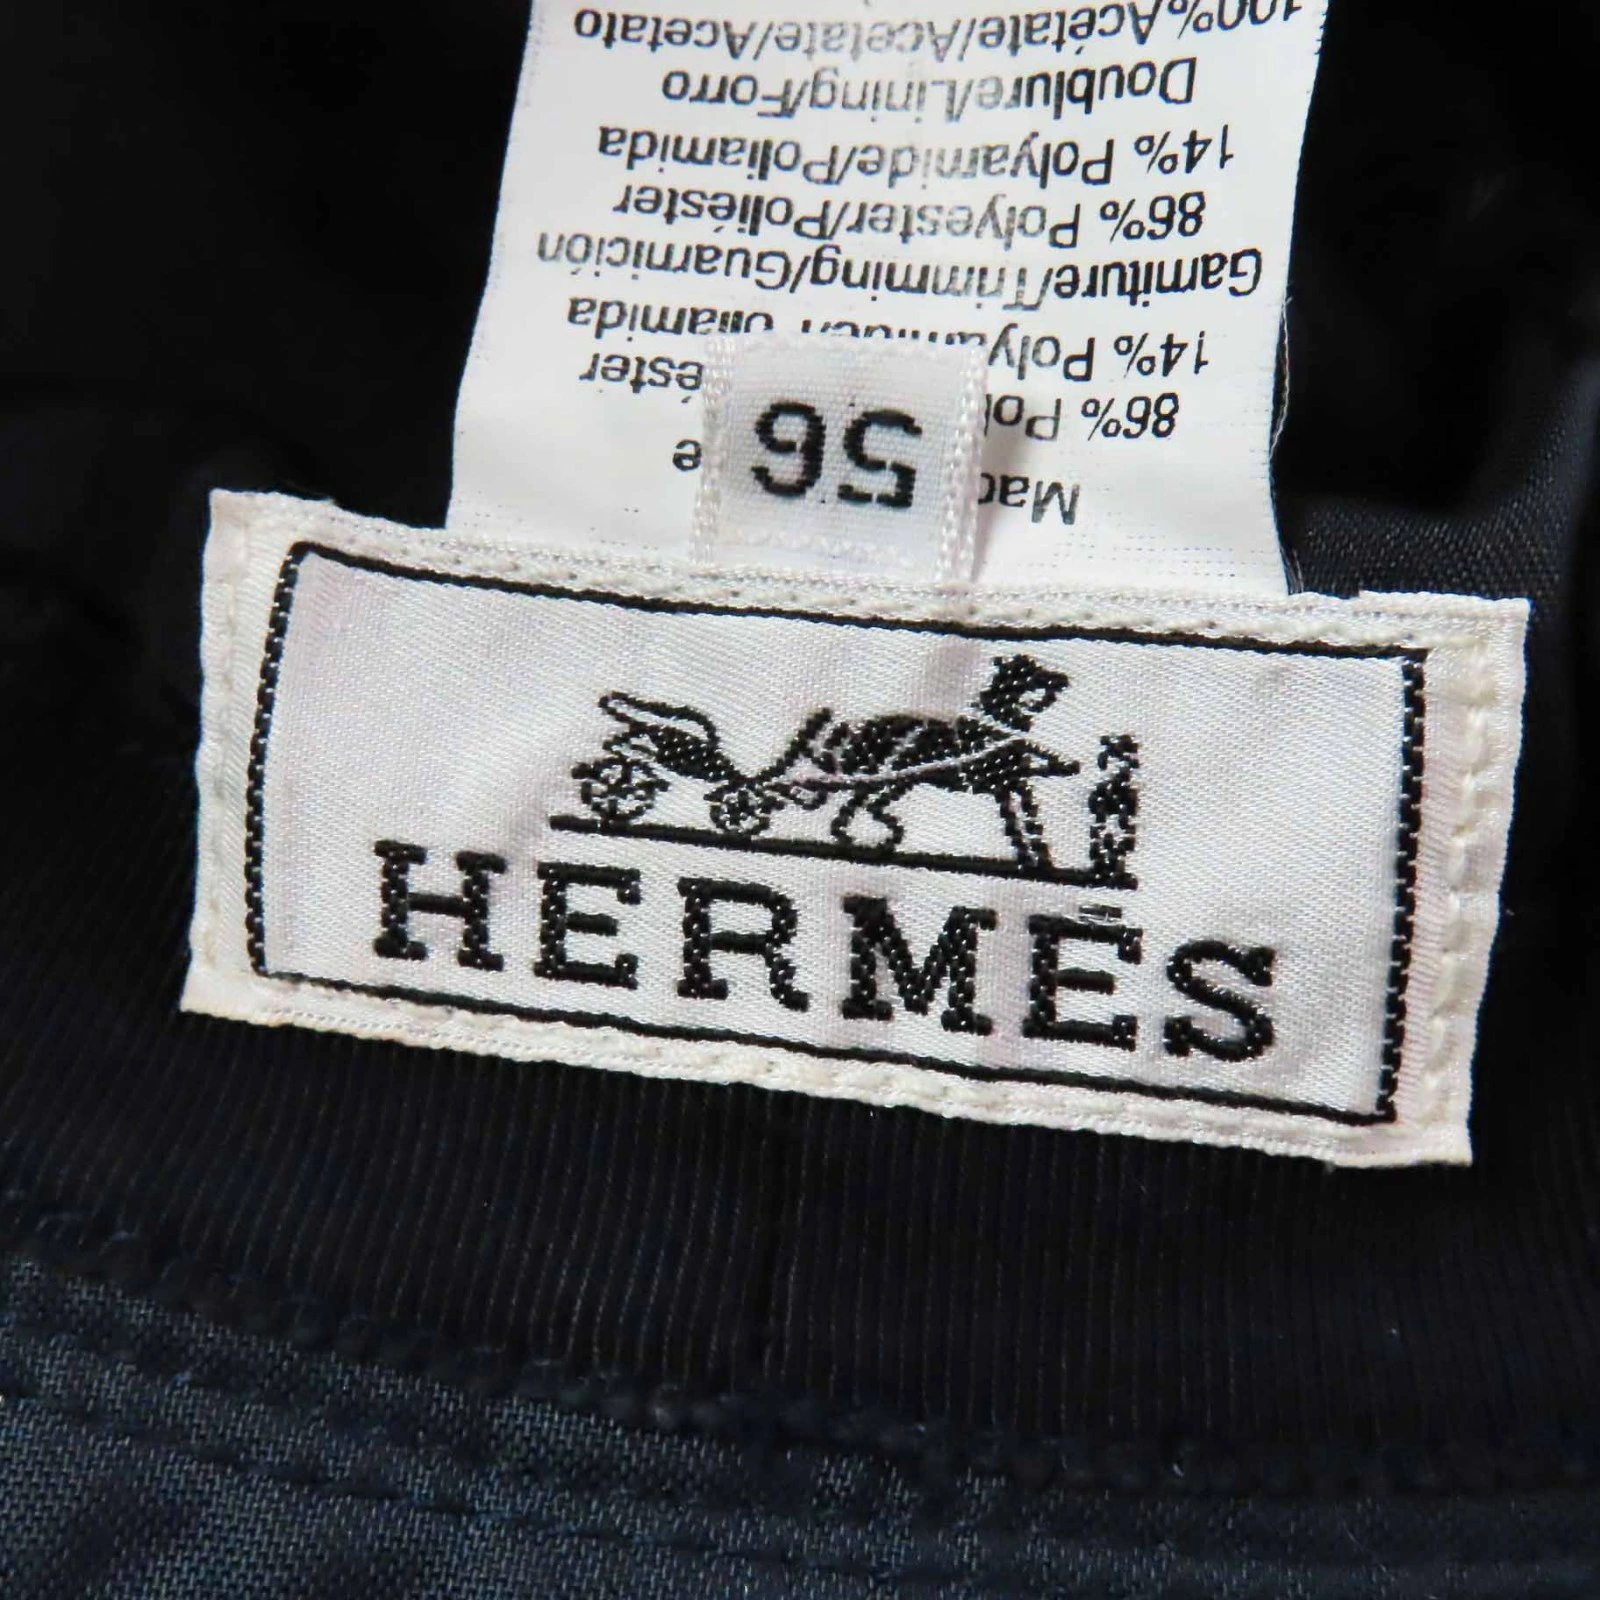 HERMÈS
56
86%
14%
Garniture/Trimming/Guarnición
86% Polyester/Poliéster
14% Polyamide/Poliamida
Doublure/Lining/Forro
100% Acétate/Acetate/Acetato